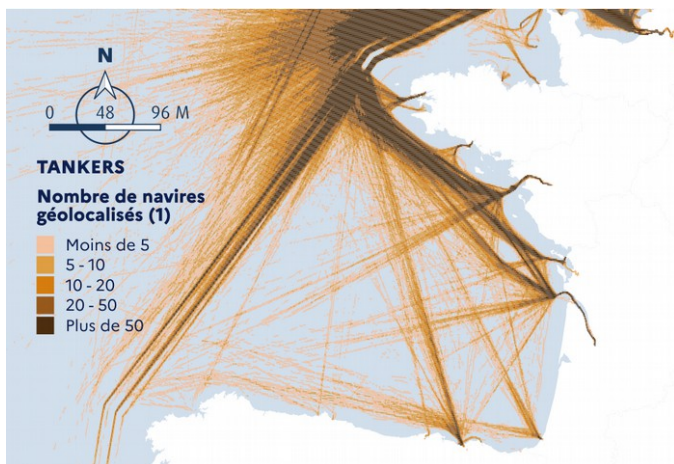 N
0 48 96 M
TANKERS
Nombre de navires
géolocalisés (1)
Moins de 5
5 - 10
10 - 20
20 - 50
Plus de 50